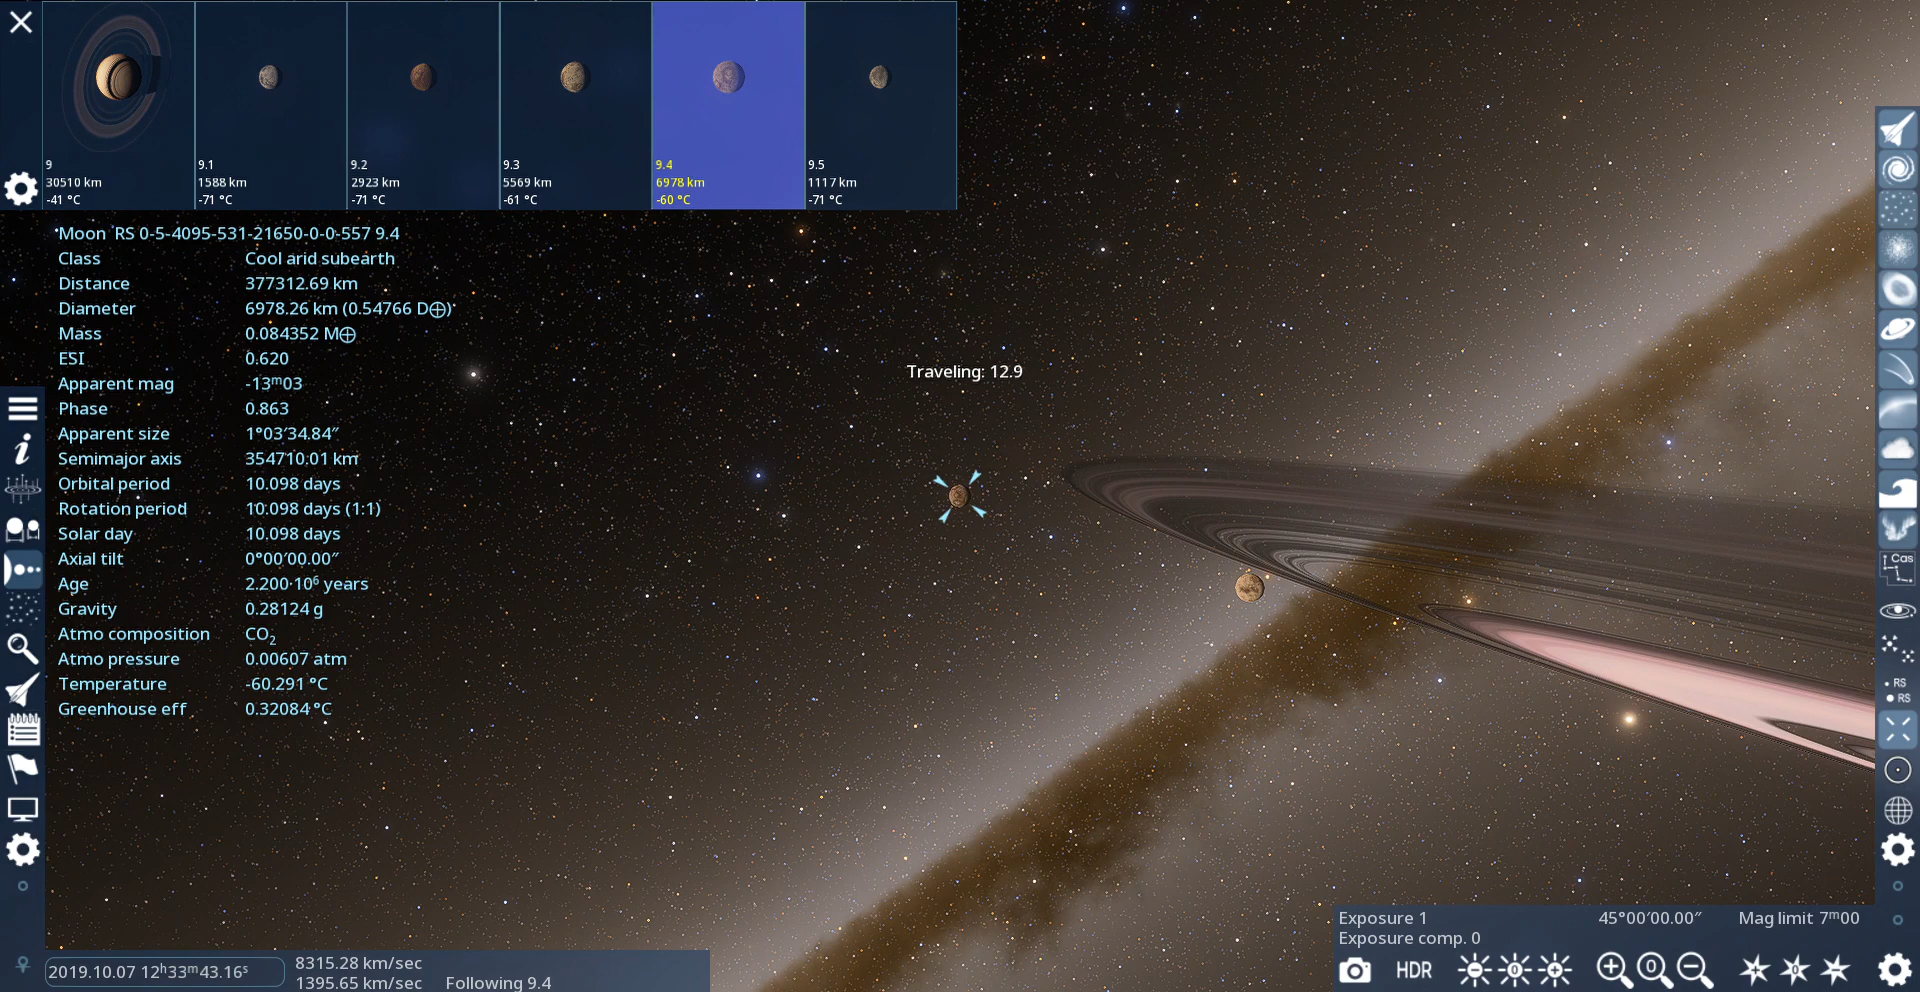 9
30510 km
-41 °C
9.1
1588 km
-71 °C
9.2
2923 km
-71 °C
9.3
5569 km
-61 °C
9.4
6978 km
-60 °C
9.5
1117 km
-71 °C
Moon RS 0-5-4095-531-21650-0-0-557 9.4
Class Cool arid subearth
Distance 377312.69 km
Diameter 6978.26 km (0.54766 D⊕)
Mass 0.084352 M⊕
ESI 0.620
Apparent mag -13ᵐ03
Phase 0.863
Apparent size 1°03′34.84″
Semimajor axis 354710.01 km
Orbital period 10.098 days
Rotation period 10.098 days (1:1)
Solar day 10.098 days
Axial tilt 0°00′00.00″
Age 2.200·10⁶ years
Gravity 0.28124 g
Atmo composition CO₂
Atmo pressure 0.00607 atm
Temperature -60.291 °C
Greenhouse eff 0.32084 °C
Traveling: 12.9
Cas
RS
RS
Exposure 1 45°00′00.00″ Mag limit 7ᵐ00
Exposure comp. 0
HDR
0
0
0
2019.10.07 12ʰ33ᵐ43.16ˢ
8315.28 km/sec
1395.65 km/sec Following 9.4